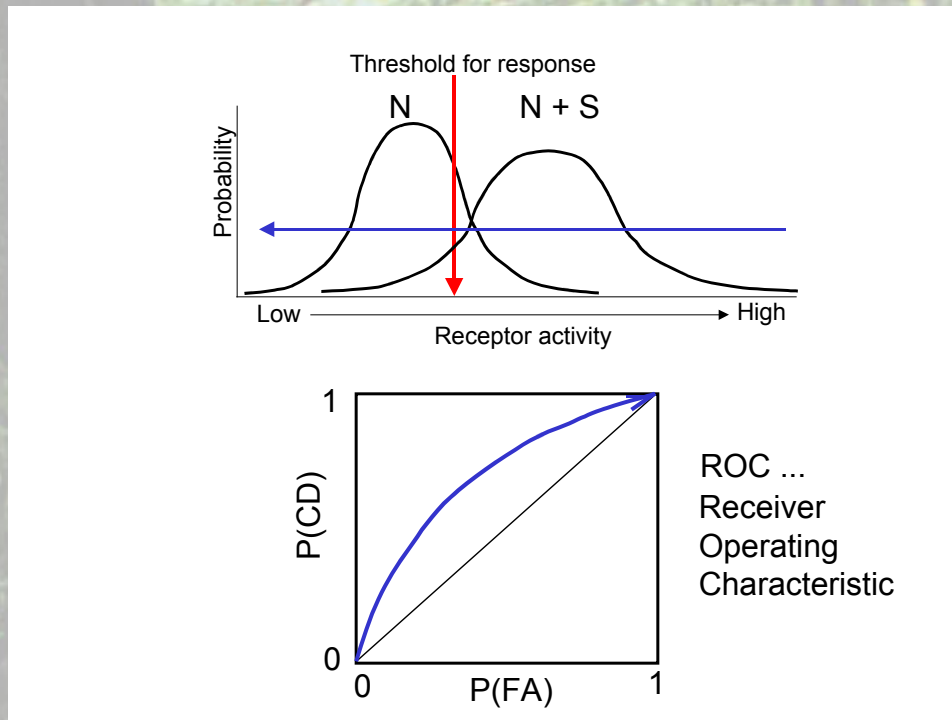 Threshold for response
N
N + S
Probability
Low
High
Receptor activity
1
P(CD)
0
0
P(FA)
1
ROC ...
Receiver
Operating
Characteristic